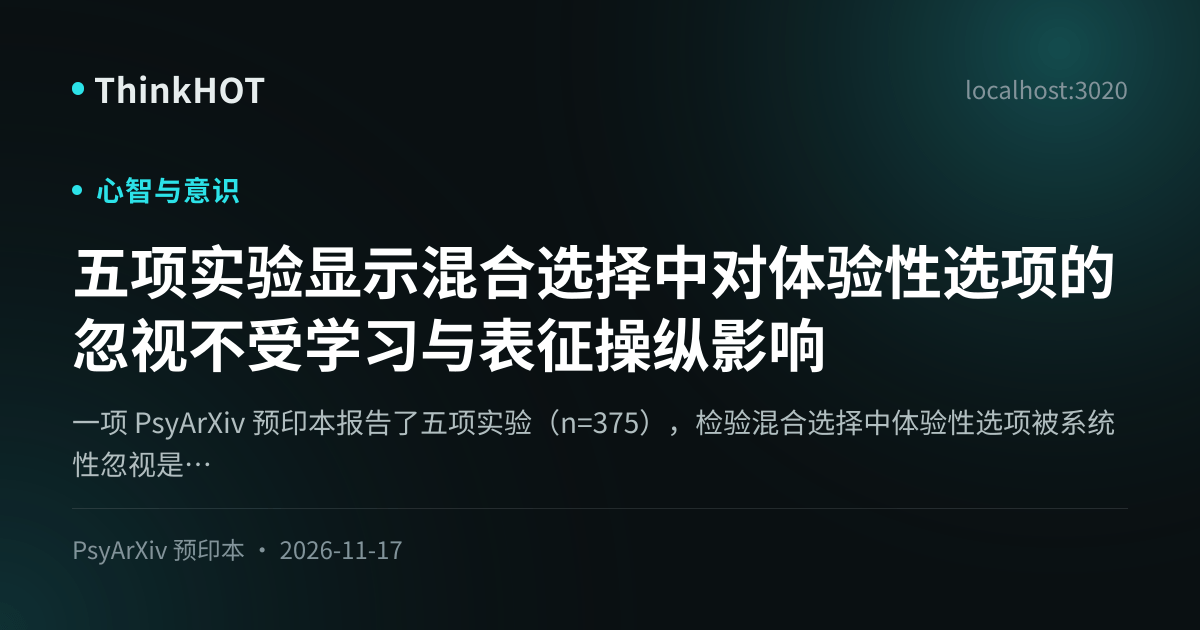 ThinkHOT
localhost:3020
心智与意识
五项实验显示混合选择中对体验性选项的
忽视不受学习与表征操纵影响
一项 PsyArXiv 预印本报告了五项实验（n=375），检验混合选择中体验性选项被系统
性忽视是…
PsyArXiv 预印本 · 2026-11-17